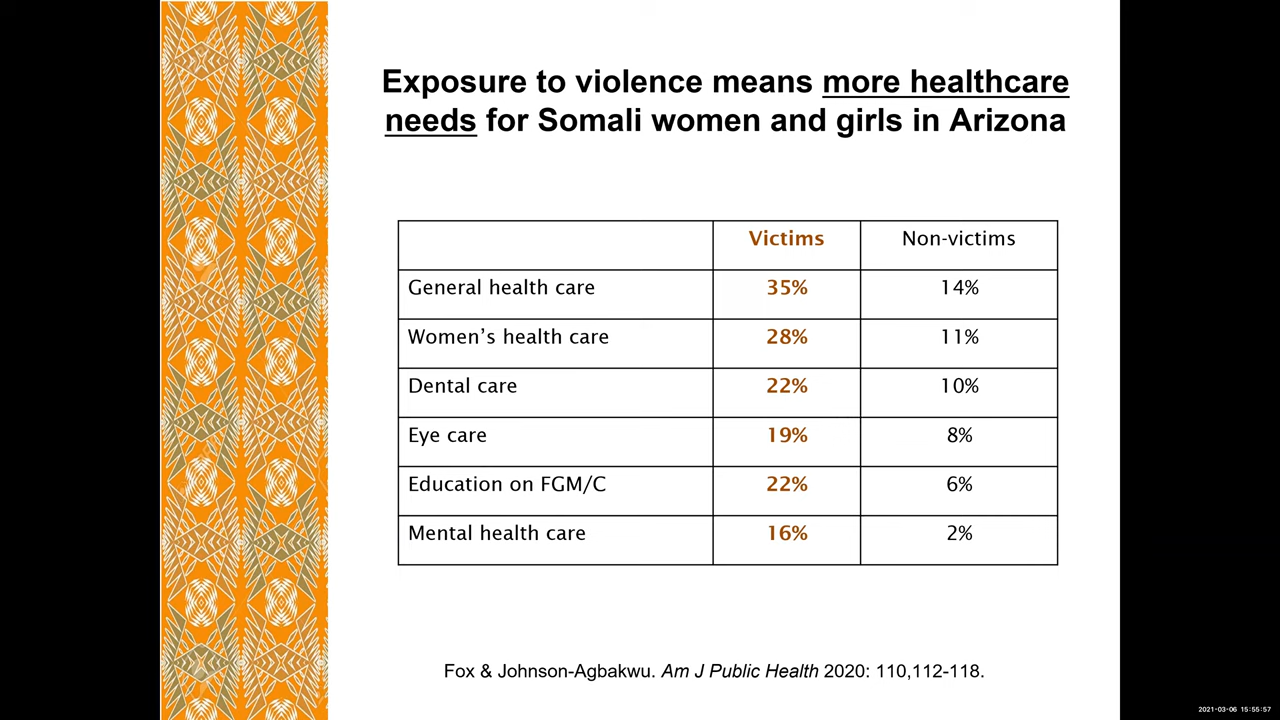 Exposure to violence means more healthcare
needs for Somali women and girls in Arizona
Victims Non-victims
General health care 35% 14%
Women’s health care 28% 11%
Dental care 22% 10%
Eye care 19% 8%
Education on FGM/C 22% 6%
Mental health care 16% 2%
Fox & Johnson-Agbakwu. Am J Public Health 2020: 110,112-118.
2021-03-06 15:55:57